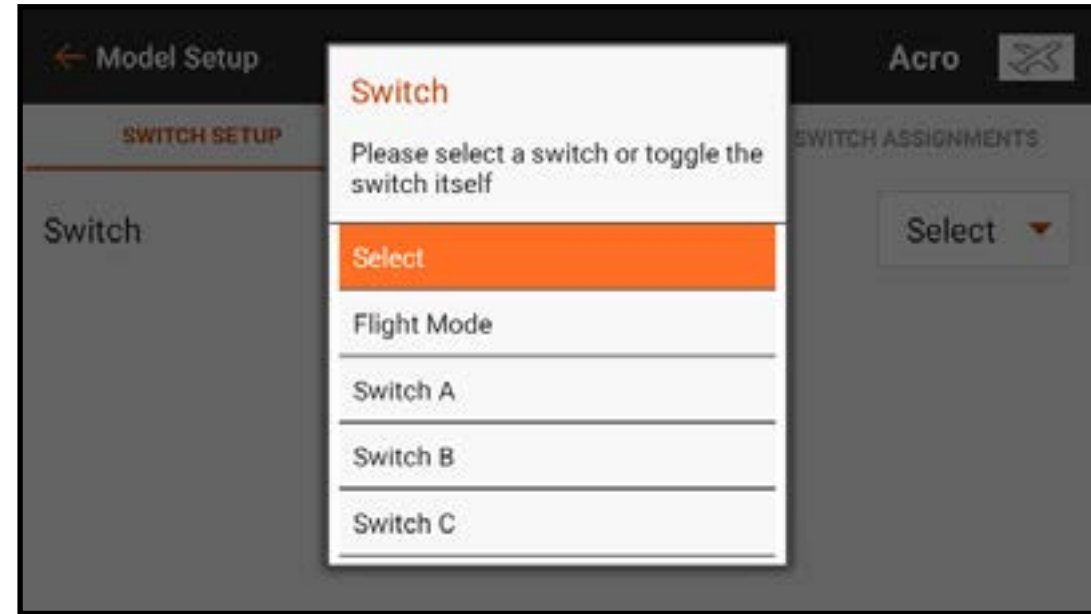 Model Setup
Acro
SWITCH SETUP
SWITCH ASSIGNMENTS
Switch
Select
Switch
Please select a switch or toggle the
switch itself
Select
Flight Mode
Switch A
Switch B
Switch C